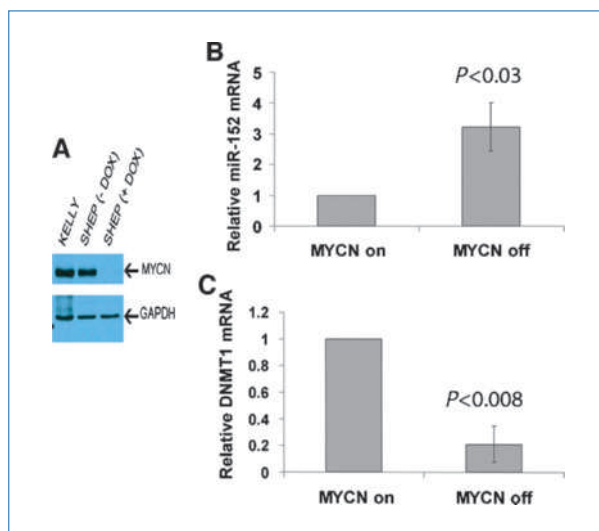 A
KELLY
SHEP (- DOX)
SHEP (+ DOX)
←MYCN
←GAPDH
B
Relative miR-152 mRNA
5
4
3
2
1
0
P<0.03
MYCN on
MYCN off
C
Relative DNMT1 mRNA
1.2
1
0.8
0.6
0.4
0.2
0
P<0.008
MYCN on
MYCN off